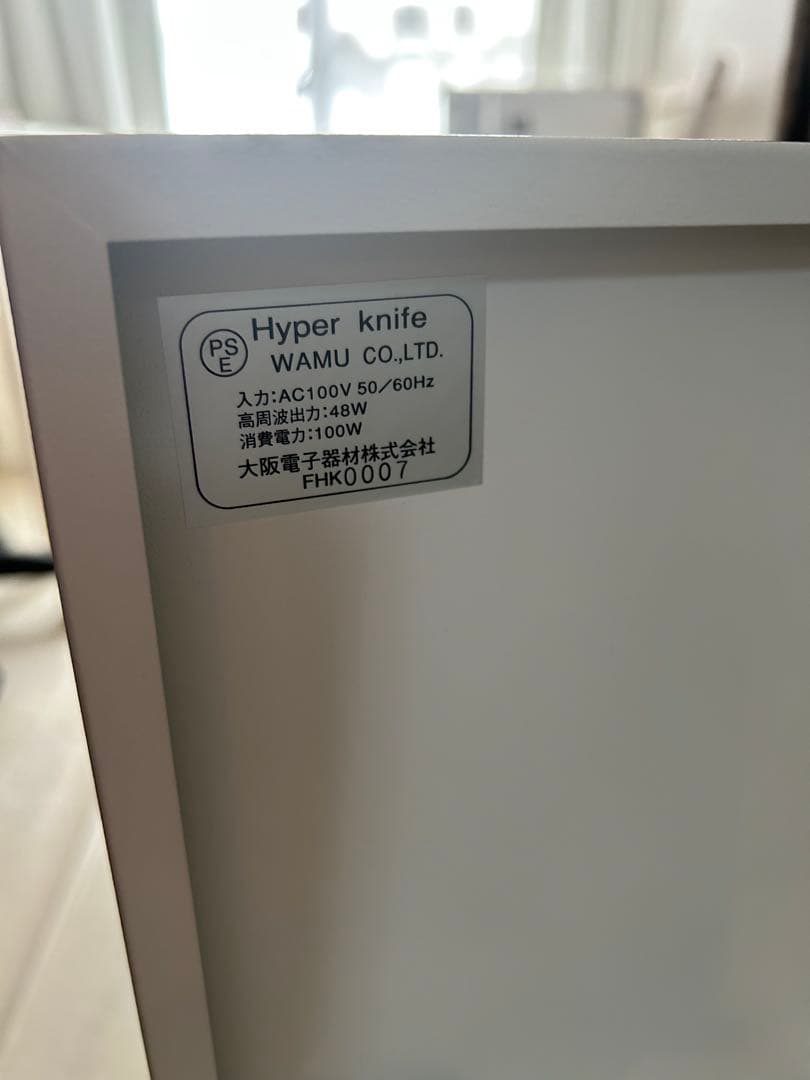 PS
E
Hyper knife
WAMU CO.,LTD.
入力:AC100V 50/60Hz
高周波出力:48W
消費電力:100W
大阪電子器材株式会社
FHK0007